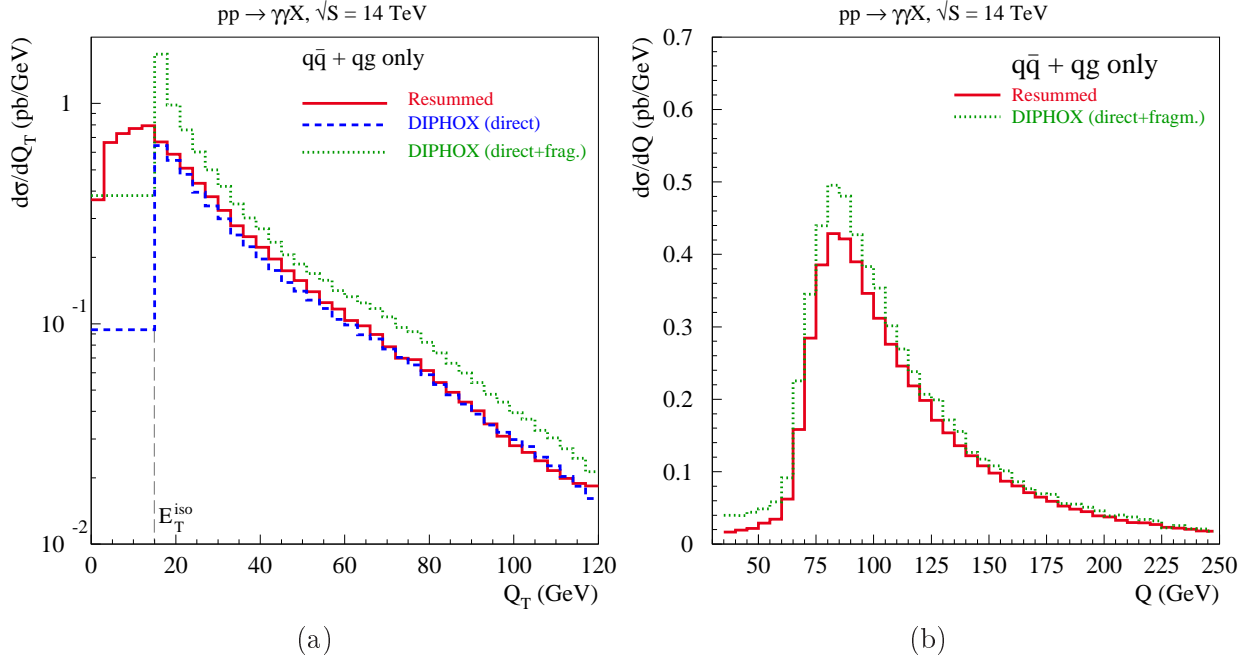 pp → γγX, √S = 14 TeV
dσ/dQ_T (pb/GeV)
qq̄ + qg only
Resummed
DIPHOX (direct)
DIPHOX (direct+frag.)
1
10⁻¹
10⁻²
E_T^iso
0 20 40 60 80 100 120
Q_T (GeV)
(a)
pp → γγX, √S = 14 TeV
dσ/dQ (pb/GeV)
qq̄ + qg only
Resummed
DIPHOX (direct+fragm.)
0.7
0.6
0.5
0.4
0.3
0.2
0.1
0
50 75 100 125 150 175 200 225 250
Q (GeV)
(b)